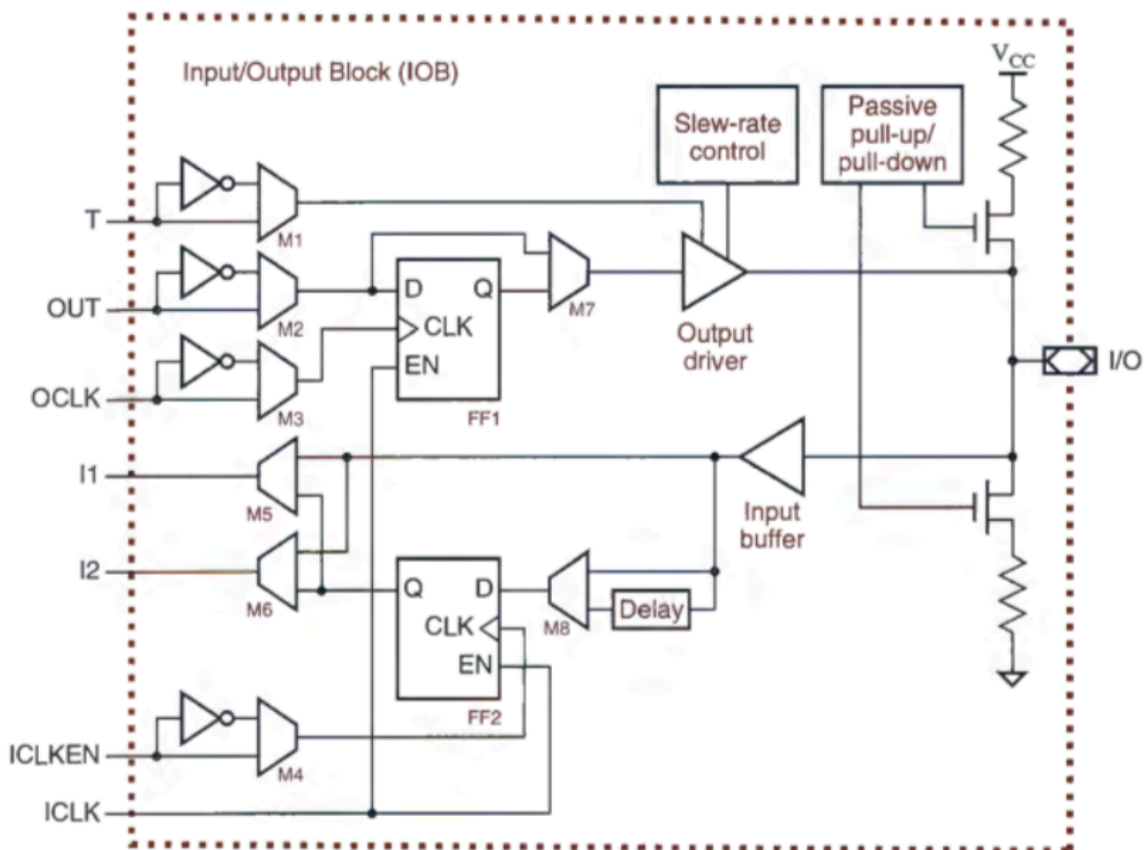 Input/Output Block (IOB)
VCC
Slew-rate
control
Passive
pull-up/
pull-down
T
M1
OUT
M2
D
Q
M7
CLK
Output
driver
EN
OCLK
M3
FF1
I/O
I1
M5
Input
buffer
I2
M6
Q
D
M8
Delay
CLK
EN
FF2
ICLKEN
M4
ICLK